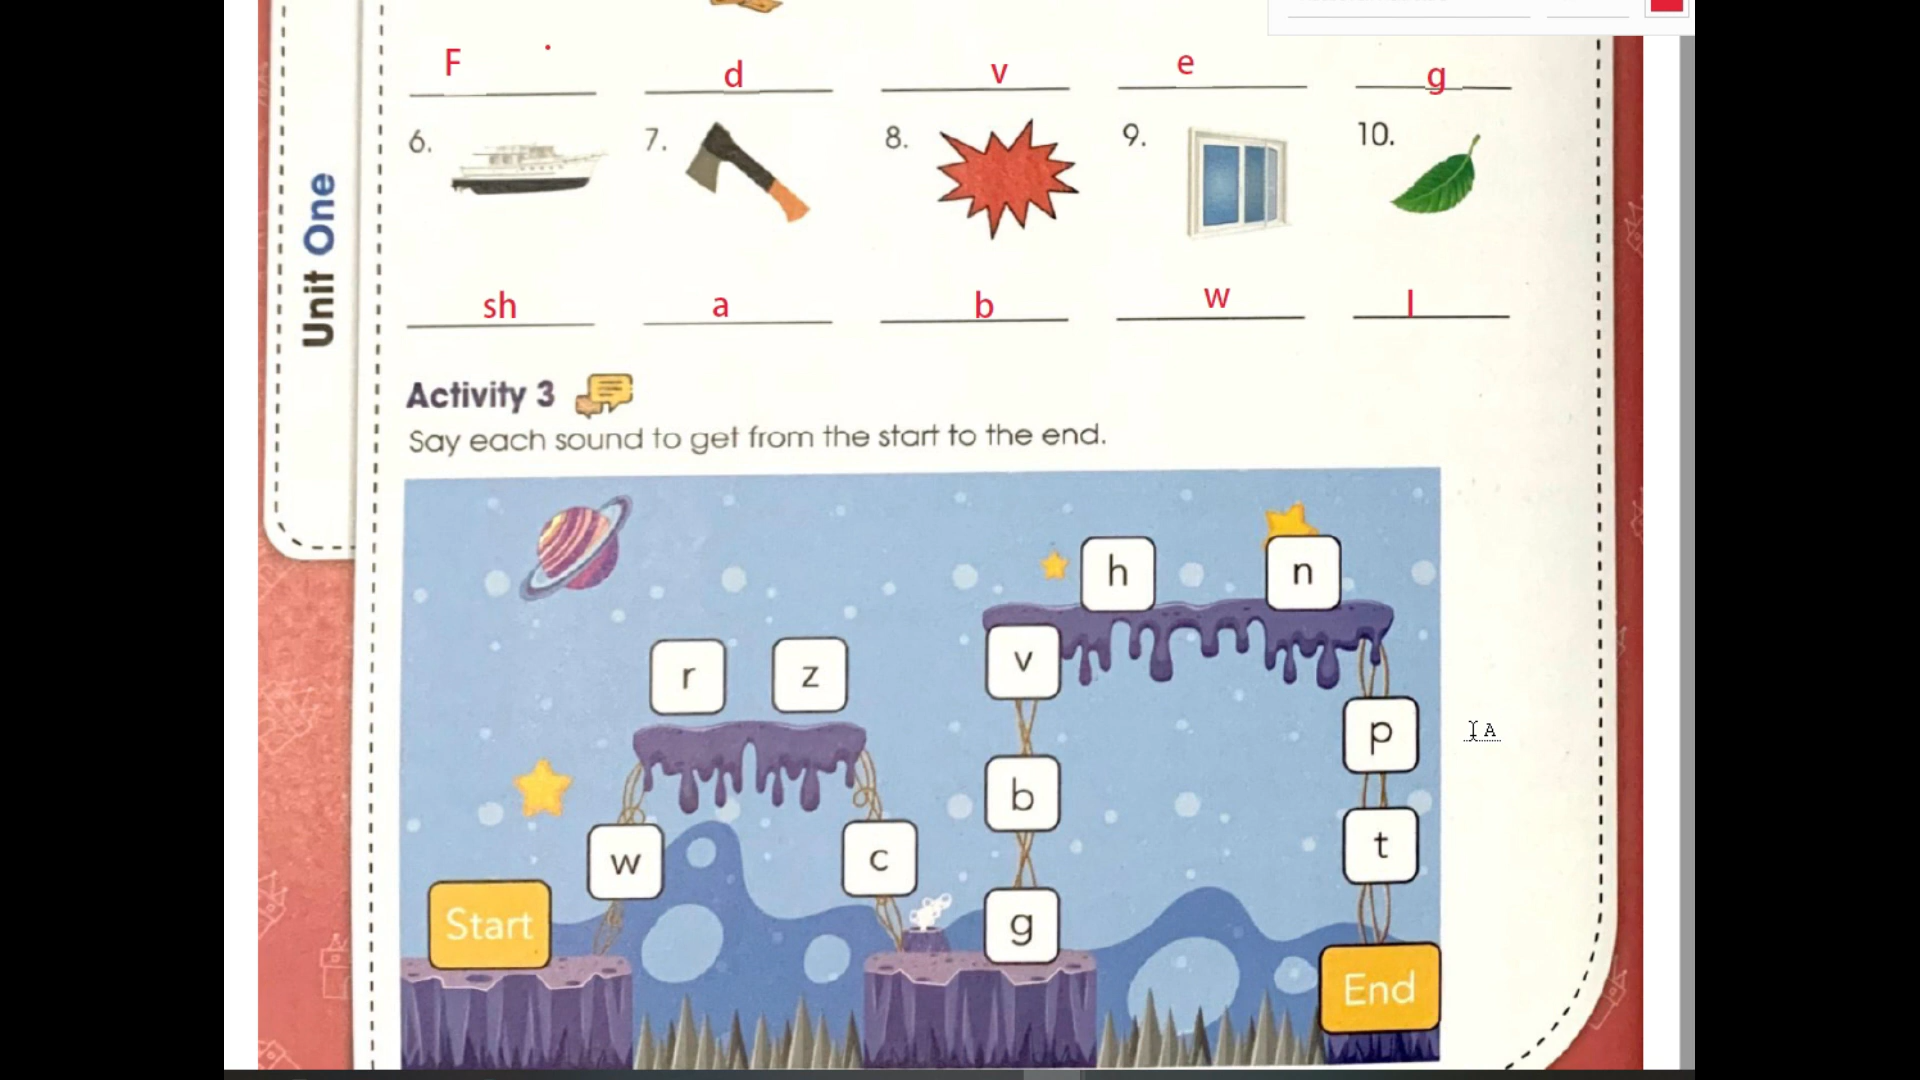 F d v e g
6. 7. 8. 9. 10.
sh a b w l
Unit One
Activity 3
Say each sound to get from the start to the end.
h n
r z v
p
b
t
w c
Start g
End
A